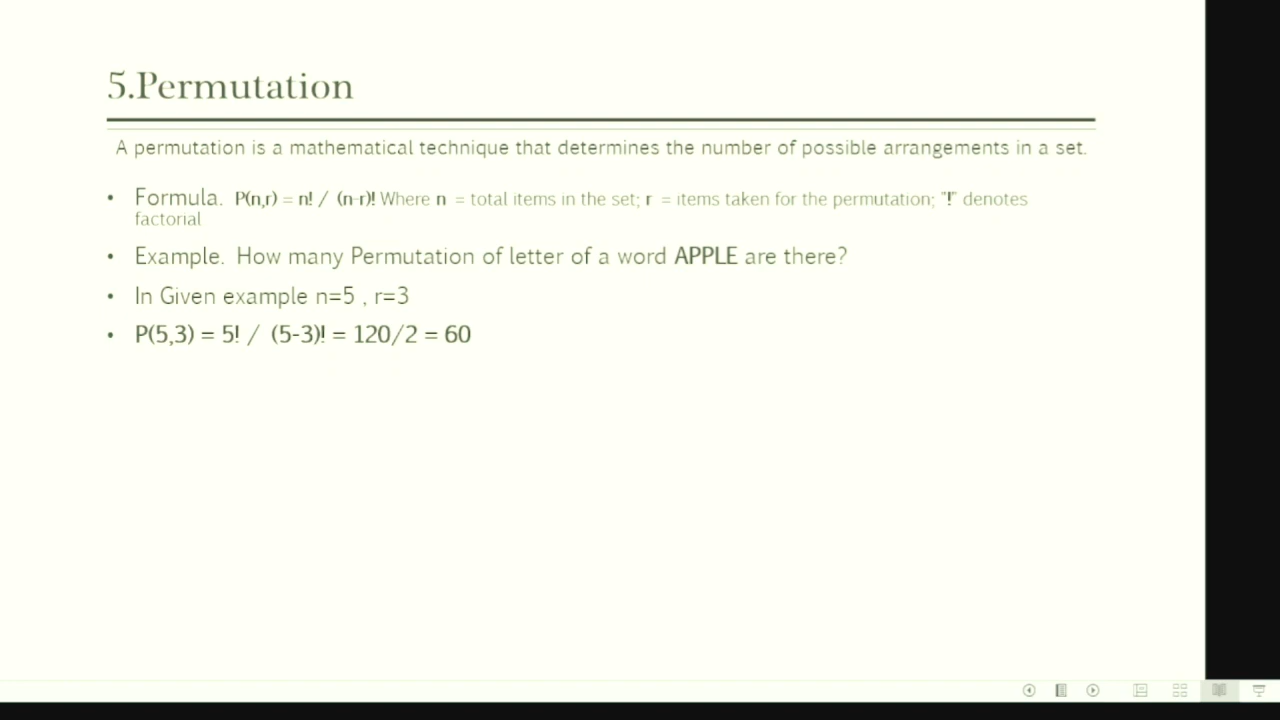 5.Permutation
A permutation is a mathematical technique that determines the number of possible arrangements in a set.
• Formula. P(n,r) = n! / (n-r)! Where n = total items in the set; r = items taken for the permutation; "!" denotes
factorial
• Example. How many Permutation of letter of a word APPLE are there?
• In Given example n=5 , r=3
• P(5,3) = 5! / (5-3)! = 120/2 = 60